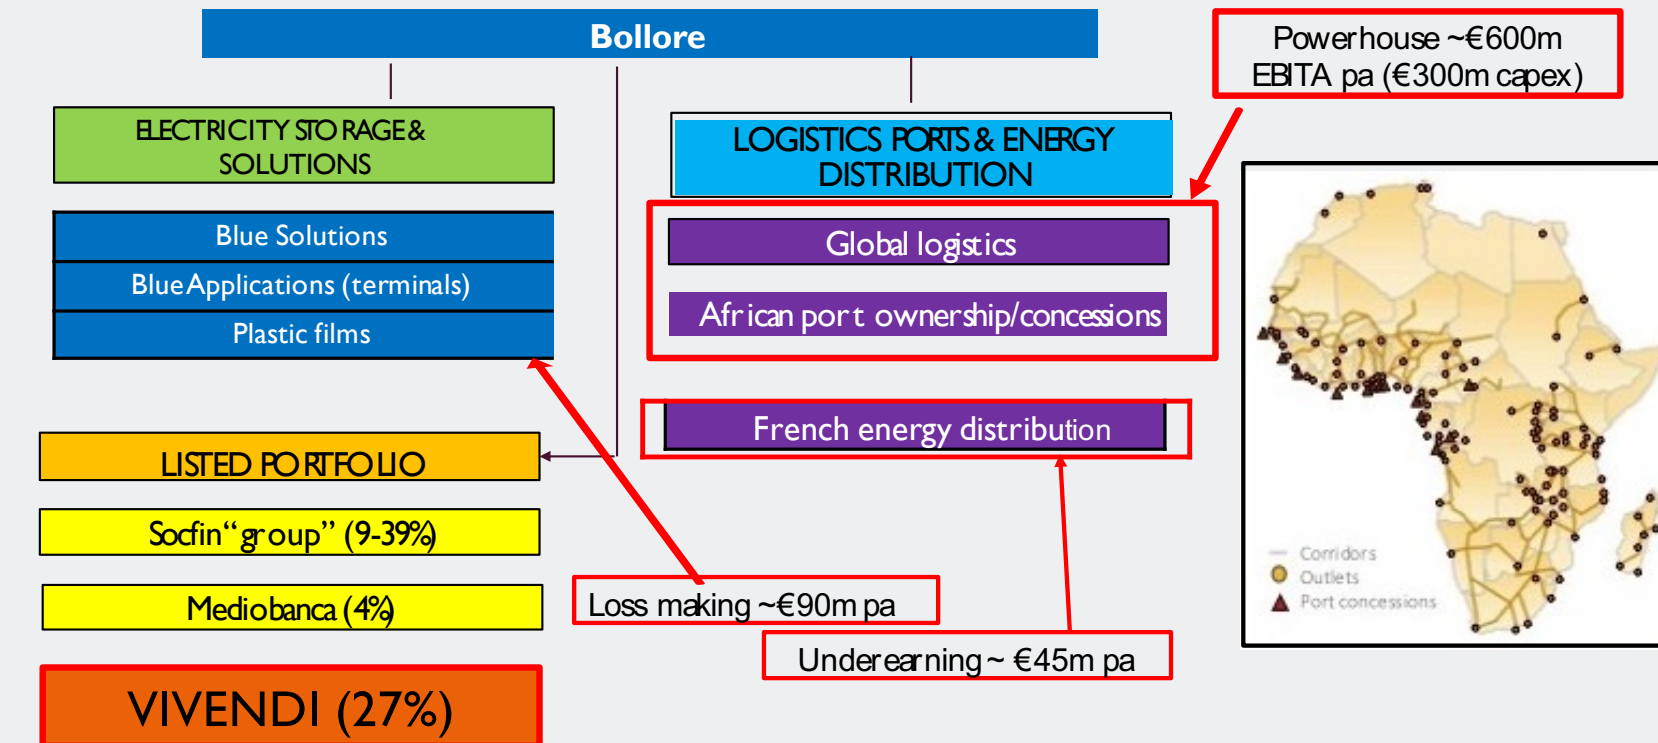 Bollore
Powerhouse ~€600m
EBITA pa (€300m capex)
ELECTRICITY STORAGE &
SOLUTIONS
LOGISTICS PORTS & ENERGY
DISTRIBUTION
Blue Solutions
Blue Applications (terminals)
Plastic films
Global logistics
African port ownership/concessions
French energy distribution
LISTED PORTFOLIO
Socfin “group” (9-39%)
Mediobanca (4%)
VIVENDI (27%)
Loss making ~€90m pa
Underearning ~ €45m pa
Corridors
Outlets
Port concessions